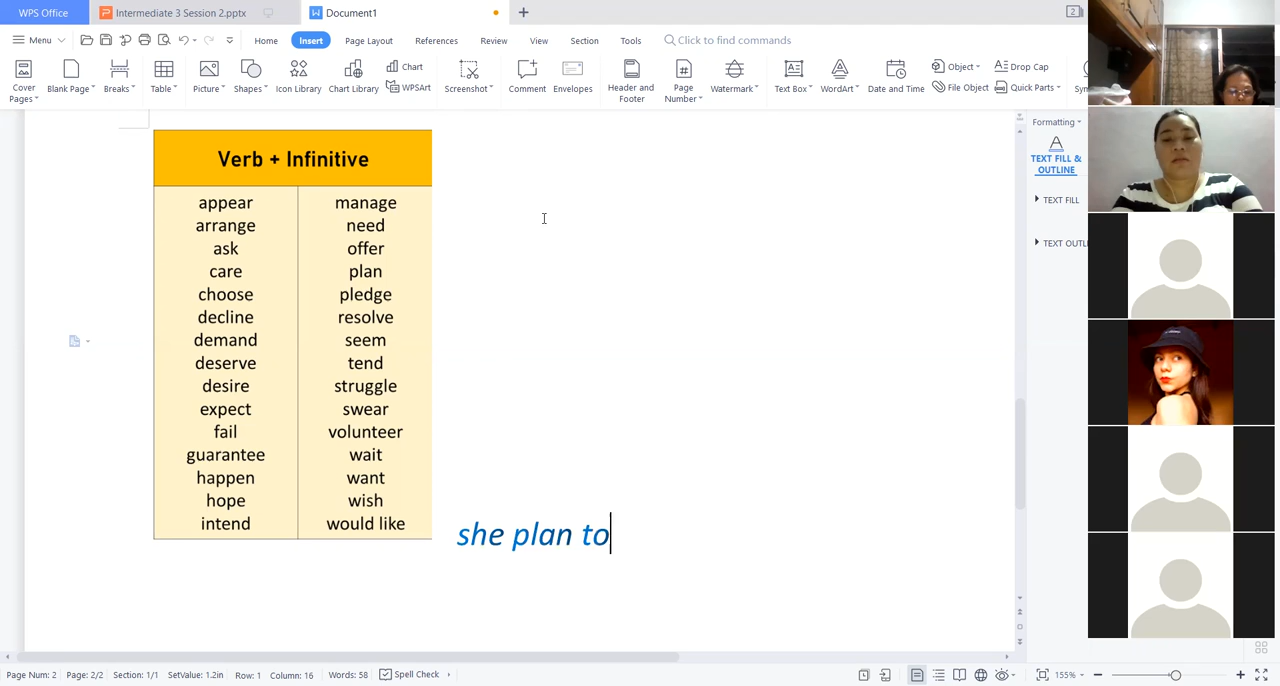 WPS Office Intermediate 3 Session 2.pptx Document1 2
Menu Home Insert Page Layout References Review View Section Tools Click to find commands
Cover Pages Blank Page Breaks Table Picture Shapes Icon Library Chart Library Chart WPSArt Screenshot Comment Envelopes Header and Footer Page Number Watermark Text Box WordArt Date and Time Object File Object Drop Cap Quick Parts
Formatting
TEXT FILL & OUTLINE
TEXT FILL
Verb + Infinitive
appear manage
arrange need
ask offer
care plan
choose pledge
decline resolve
demand seem
deserve tend
desire struggle
expect swear
fail volunteer
guarantee wait
happen want
hope wish
intend would like
she plan to
Page Num: 2 Page: 2/2 Section: 1/1 SetValue: 1.2in Row: 1 Column: 16 Words: 58 Spell Check 155%